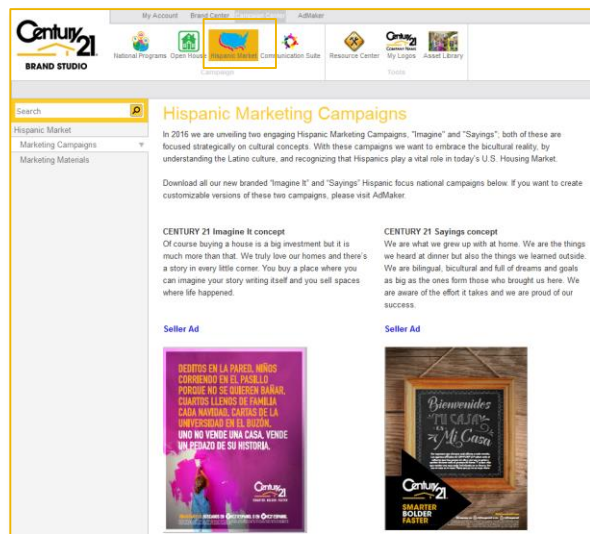 My Account Brand Center Campaign Center AdMaker
Century 21
BRAND STUDIO
National Programs Open House Hispanic Market Communication Suite Resource Center My Logos Asset Library
Campaign Tools
Search
Hispanic Market
Marketing Campaigns
Marketing Materials
Hispanic Marketing Campaigns
In 2016 we are unveiling two engaging Hispanic Marketing Campaigns, "Imagine" and "Sayings"; both of these are
focused strategically on cultural concepts. With these campaigns we want to embrace the bicultural reality, by
understanding the Latino culture, and recognizing that Hispanics play a vital role in today's U.S. Housing Market.
Download all our new branded "Imagine It" and "Sayings" Hispanic focus national campaigns below. If you want to create
customizable versions of these two campaigns, please visit AdMaker.
CENTURY 21 Imagine It concept
Of course buying a house is a big investment but it is
much more than that. We truly love our homes and there's
a story in every little corner. You buy a place where you
can imagine your story writing itself and you sell spaces
where life happened.
Seller Ad
DEDITOS EN LA PARED, NIÑOS
CORRIENDO EN EL PASILLO
PORQUE NO SE QUIEREN BAÑAR,
CUARTOS LLENOS DE FAMILIA
CADA NAVIDAD, CARTAS DE LA
UNIVERSIDAD EN EL BUZÓN.
UNO NO VENDE UNA CASA, VENDE
UN PEDAZO DE SU HISTORIA.
Century 21
SMARTER BOLDER FASTER
CENTURY 21 Sayings concept
We are what we grew up with at home. We are the things
we heard at dinner but also the things we learned outside.
We are bilingual, bicultural and full of dreams and goals
as big as the ones form those who brought us here. We
are aware of the effort it takes and we are proud of our
success.
Seller Ad
Bienvenidos
MI CASA
ES
Mi Casa
Century 21
SMARTER
BOLDER
FASTER